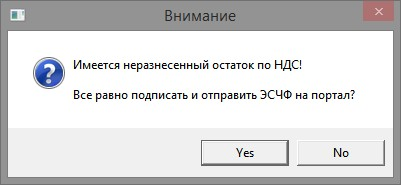 Внимание
Имеется неразнесенный остаток по НДС!
Все равно подписать и отправить ЭСЧФ на портал?
Yes
No